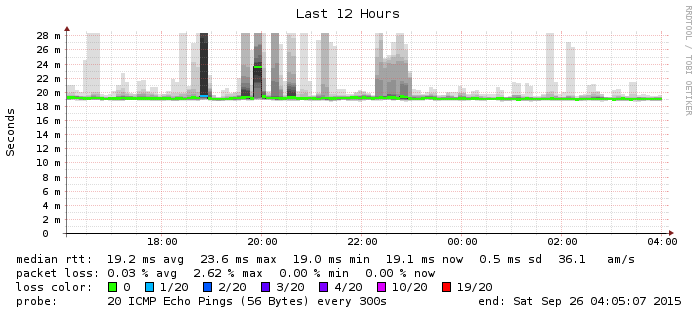 Last 12 Hours
RRDTOOL / TOBI OETIKER
Seconds
28 m
26 m
24 m
22 m
20 m
18 m
16 m
14 m
12 m
10 m
8 m
6 m
4 m
2 m
0
18:00 20:00 22:00 00:00 02:00 04:00
median rtt: 19.2 ms avg 23.6 ms max 19.0 ms min 19.1 ms now 0.5 ms sd 36.1 am/s
packet loss: 0.03 % avg 2.62 % max 0.00 % min 0.00 % now
loss color: 0 1/20 2/20 3/20 4/20 10/20 19/20
probe: 20 ICMP Echo Pings (56 Bytes) every 300s end: Sat Sep 26 04:05:07 2015